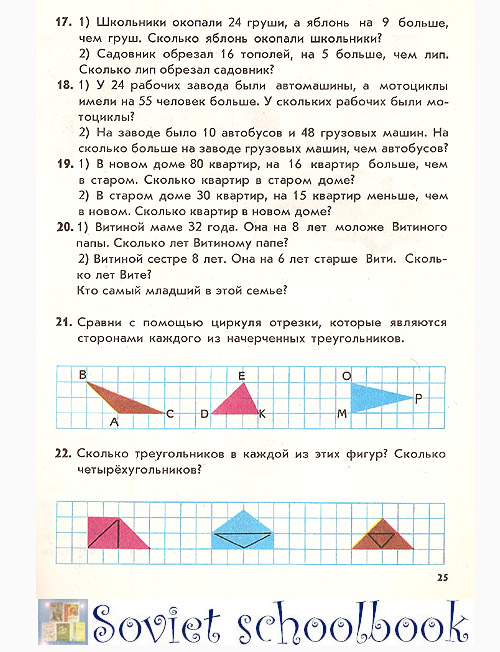 17. 1) Школьники окопали 24 груши, а яблонь на 9 больше,
чем груш. Сколько яблонь окопали школьники?
2) Садовник обрезал 16 тополей, на 5 больше, чем лип.
Сколько лип обрезал садовник?
18. 1) У 24 рабочих завода были автомашины, а мотоциклы
имели на 55 человек больше. У скольких рабочих были мо-
тоциклы?
2) На заводе было 10 автобусов и 48 грузовых машин. На
сколько больше на заводе грузовых машин, чем автобусов?
19. 1) В новом доме 80 квартир, на 16 квартир больше, чем
в старом. Сколько квартир в старом доме?
2) В старом доме 30 квартир, на 15 квартир меньше, чем
в новом. Сколько квартир в новом доме?
20. 1) Витиной маме 32 года. Она на 8 лет моложе Витиного
папы. Сколько лет Витиному папе?
2) Витиной сестре 8 лет. Она на 6 лет старше Вити. Сколь-
ко лет Вите?
Кто самый младший в этой семье?
21. Сравни с помощью циркуля отрезки, которые являются
сторонами каждого из начерченных треугольников.
B E O
P
A C D K M
22. Сколько треугольников в каждой из этих фигур? Сколько
четырёхугольников?
25
Soviet schoolbook